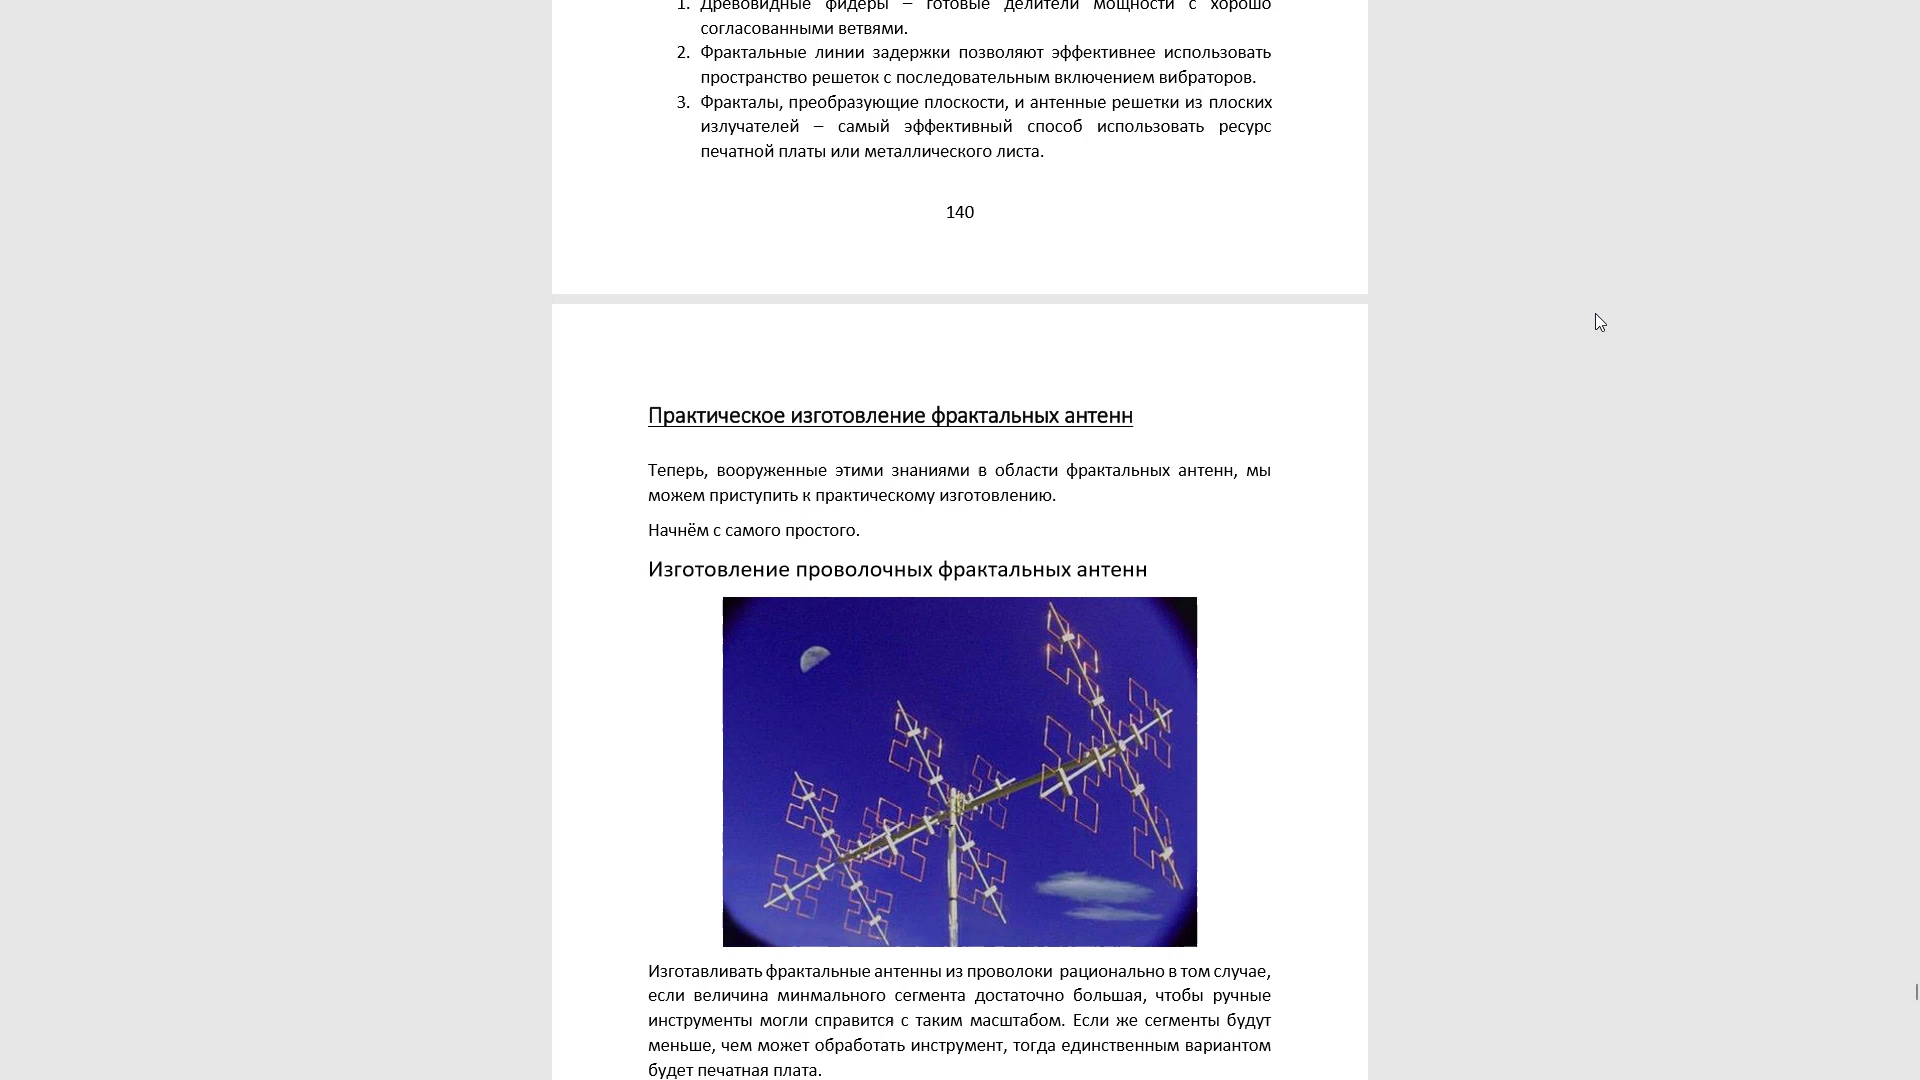 1. Древовидные фидеры – готовые делители мощности с хорошо
согласованными ветвями.
2. Фрактальные линии задержки позволяют эффективнее использовать
пространство решеток с последовательным включением вибраторов.
3. Фракталы, преобразующие плоскости, и антенные решетки из плоских
излучателей – самый эффективный способ использовать ресурс
печатной платы или металлического листа.
140
Практическое изготовление фрактальных антенн
Теперь, вооруженные этими знаниями в области фрактальных антенн, мы
можем приступить к практическому изготовлению.
Начнём с самого простого.
Изготовление проволочных фрактальных антенн
Изготавливать фрактальные антенны из проволоки рационально в том случае,
если величина минмального сегмента достаточно большая, чтобы ручные
инструменты могли справится с таким масштабом. Если же сегменты будут
меньше, чем может обработать инструмент, тогда единственным вариантом
будет печатная плата.